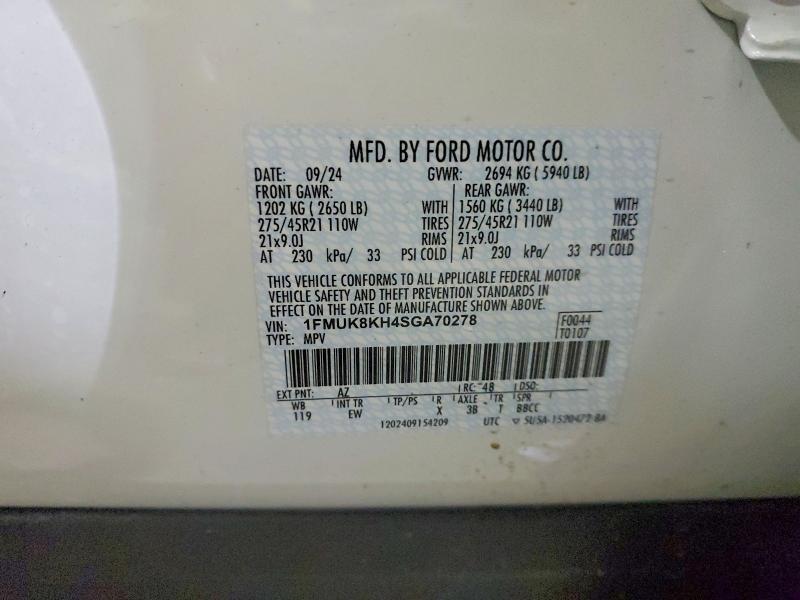 MFD. BY FORD MOTOR CO.
DATE: 09/24 GVWR: 2694 KG ( 5940 LB)
FRONT GAWR: REAR GAWR:
1202 KG ( 2650 LB) WITH 1560 KG ( 3440 LB) WITH
275/45R21 110W TIRES 275/45R21 110W TIRES
21x9.0J RIMS 21x9.0J RIMS
AT 230 kPa/ 33 PSI COLD AT 230 kPa/ 33 PSI COLD
THIS VEHICLE CONFORMS TO ALL APPLICABLE FEDERAL MOTOR
VEHICLE SAFETY AND THEFT PREVENTION STANDARDS IN
EFFECT ON THE DATE OF MANUFACTURE SHOWN ABOVE.
VIN: 1FMUK8KH4SGA70278 F0044
TYPE: MPV T0107
EXT PNT: AZ RC: 48 DSO:
WB INT TR TP/PS R AXLE TR SPR
119 EW X 3B T BBCC
1202409154209 UTC 5U5A-1520472-BA